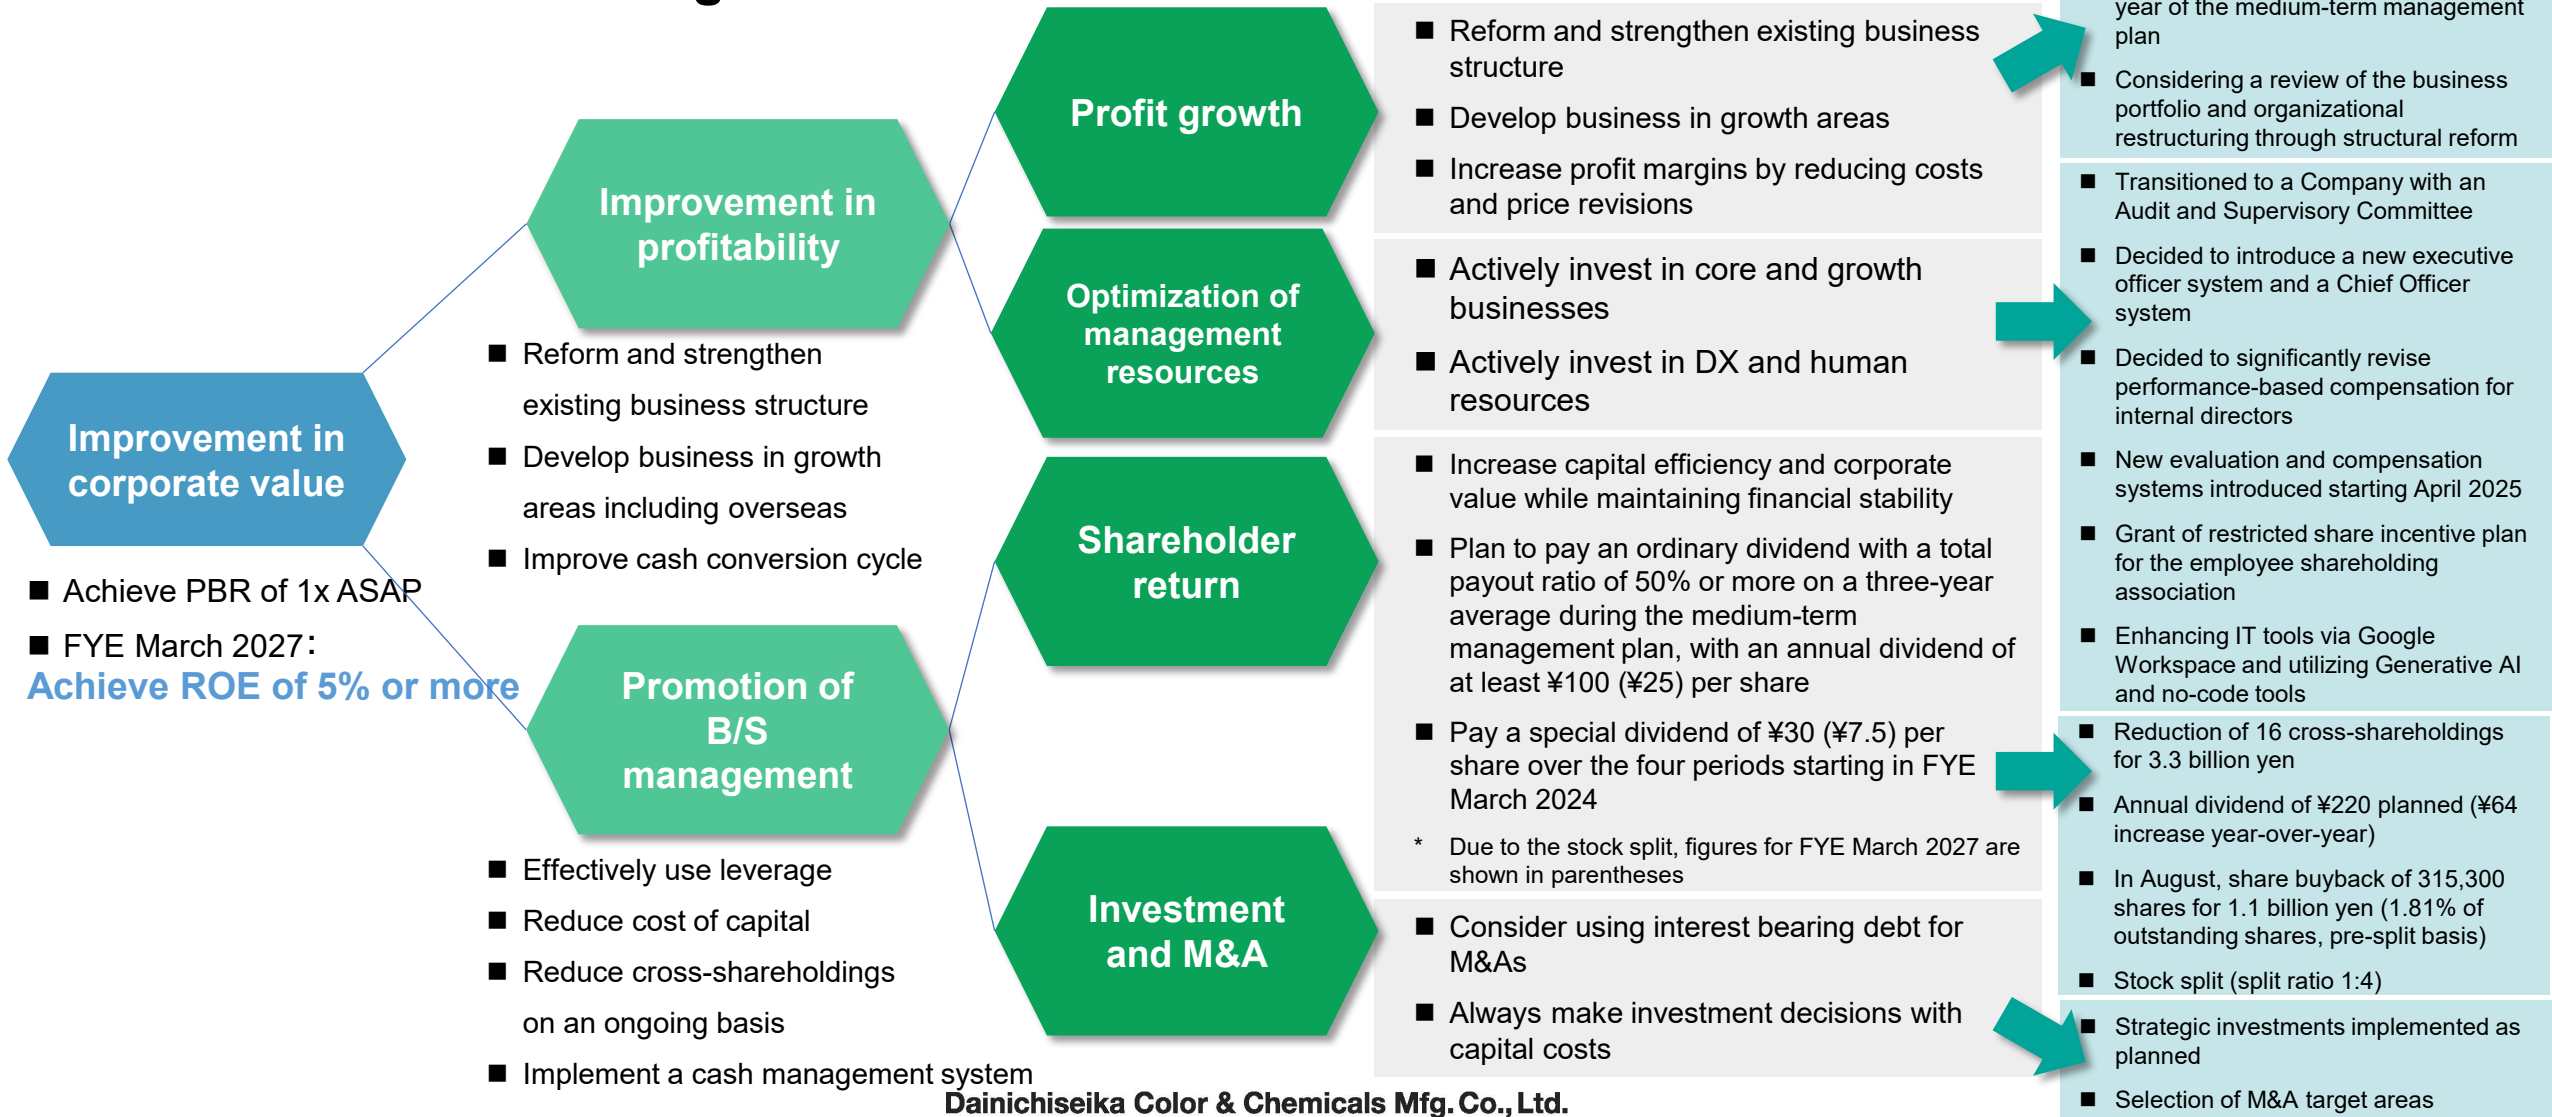 Improvement in
corporate value
■ Achieve PBR of 1x ASAP
■ FYE March 2027:
Achieve ROE of 5% or more
Improvement in
profitability
■ Reform and strengthen
existing business structure
■ Develop business in growth
areas including overseas
■ Improve cash conversion cycle
Promotion of
B/S
management
■ Effectively use leverage
■ Reduce cost of capital
■ Reduce cross-shareholdings
on an ongoing basis
■ Implement a cash management system
Profit growth
■ Reform and strengthen existing business
structure
■ Develop business in growth areas
■ Increase profit margins by reducing costs
and price revisions
Optimization of
management
resources
■ Actively invest in core and growth
businesses
■ Actively invest in DX and human
resources
Shareholder
return
■ Increase capital efficiency and corporate
value while maintaining financial stability
■ Plan to pay an ordinary dividend with a total
payout ratio of 50% or more on a three-year
average during the medium-term
management plan, with an annual dividend of
at least ¥100 (¥25) per share
■ Pay a special dividend of ¥30 (¥7.5) per
share over the four periods starting in FYE
March 2024
* Due to the stock split, figures for FYE March 2027 are
shown in parentheses
Investment
and M&A
■ Consider using interest bearing debt for
M&As
■ Always make investment decisions with
capital costs
year of the medium-term management
plan
■ Considering a review of the business
portfolio and organizational
restructuring through structural reform
■ Transitioned to a Company with an
Audit and Supervisory Committee
■ Decided to introduce a new executive
officer system and a Chief Officer
system
■ Decided to significantly revise
performance-based compensation for
internal directors
■ New evaluation and compensation
systems introduced starting April 2025
■ Grant of restricted share incentive plan
for the employee shareholding
association
■ Enhancing IT tools via Google
Workspace and utilizing Generative AI
and no-code tools
■ Reduction of 16 cross-shareholdings
for 3.3 billion yen
■ Annual dividend of ¥220 planned (¥64
increase year-over-year)
■ In August, share buyback of 315,300
shares for 1.1 billion yen (1.81% of
outstanding shares, pre-split basis)
■ Stock split (split ratio 1:4)
■ Strategic investments implemented as
planned
■ Selection of M&A target areas
Dainichiseika Color & Chemicals Mfg. Co., Ltd.